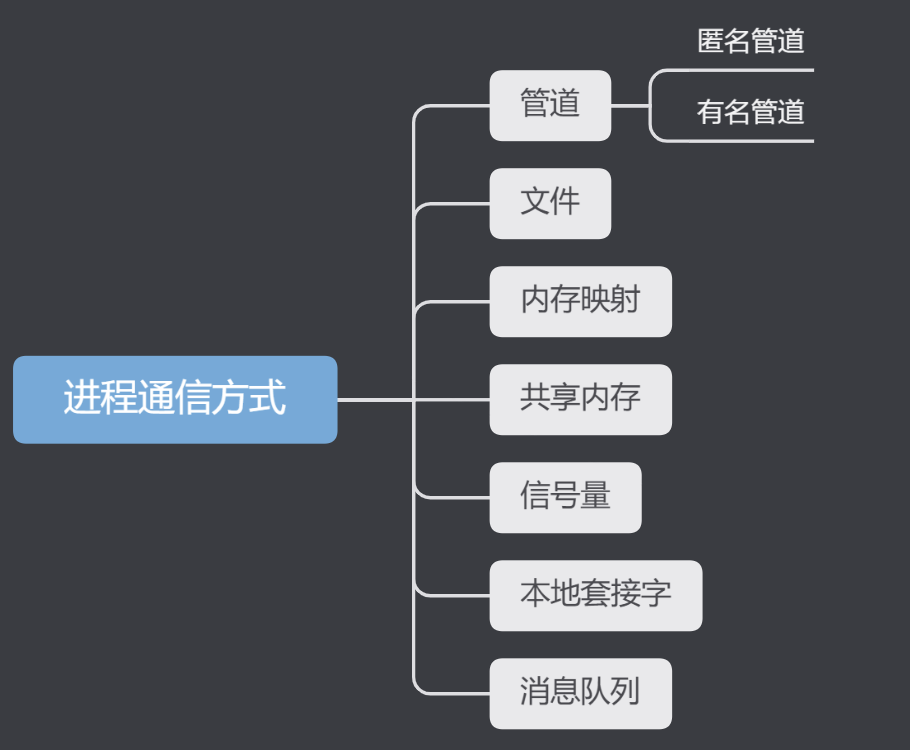 进程通信方式
管道
匿名管道
有名管道
文件
内存映射
共享内存
信号量
本地套接字
消息队列